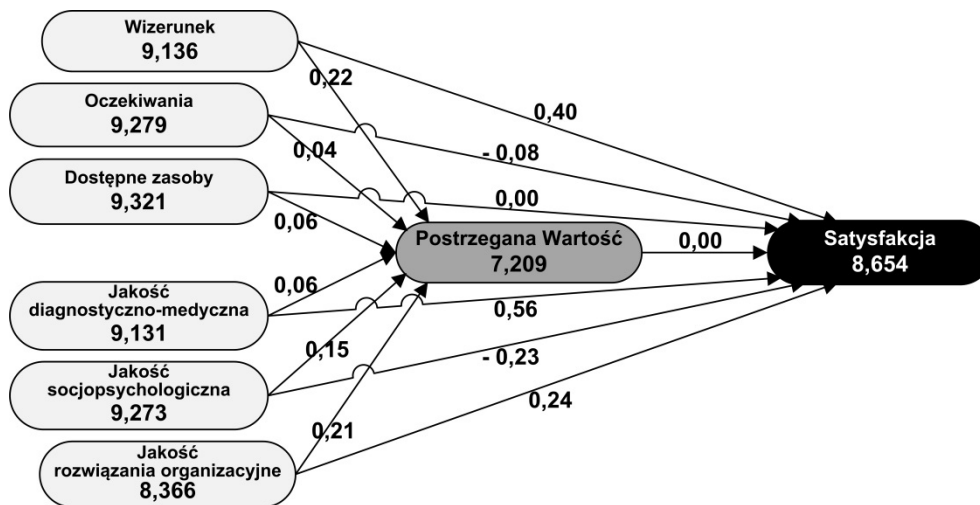 Wizerunek
9,136
0,22
0,40
Oczekiwania
9,279
0,04
- 0,08
Dostępne zasoby
9,321
0,06
0,00
Postrzegana Wartość
7,209
0,00
Satysfakcja
8,654
Jakość
diagnostyczno-medyczna
9,131
0,06
0,56
Jakość
socjopsychologiczna
9,273
0,15
- 0,23
Jakość
rozwiązania organizacyjne
8,366
0,21
0,24